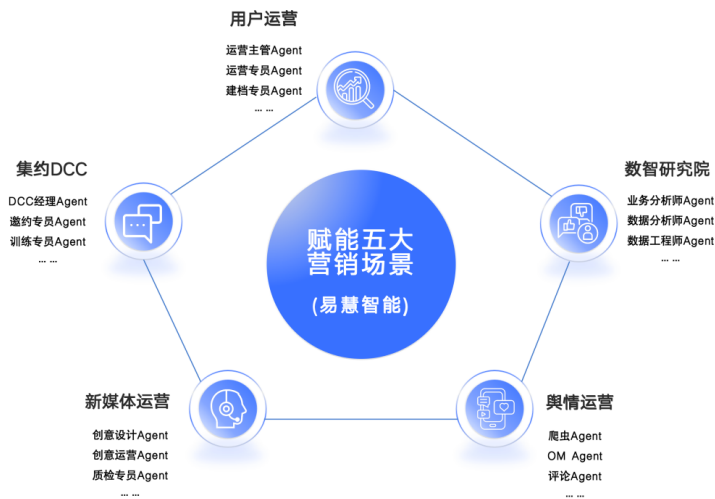 用户运营
运营主管Agent
运营专员Agent
建档专员Agent
... ...
集约DCC
DCC经理Agent
邀约专员Agent
训练专员Agent
... ...
数智研究院
业务分析师Agent
数据分析师Agent
数据工程师Agent
... ...
赋能五大
营销场景
(易慧智能)
新媒体运营
创意设计Agent
创意运营Agent
质检专员Agent
... ...
舆情运营
爬虫Agent
OM Agent
评论Agent
... ...